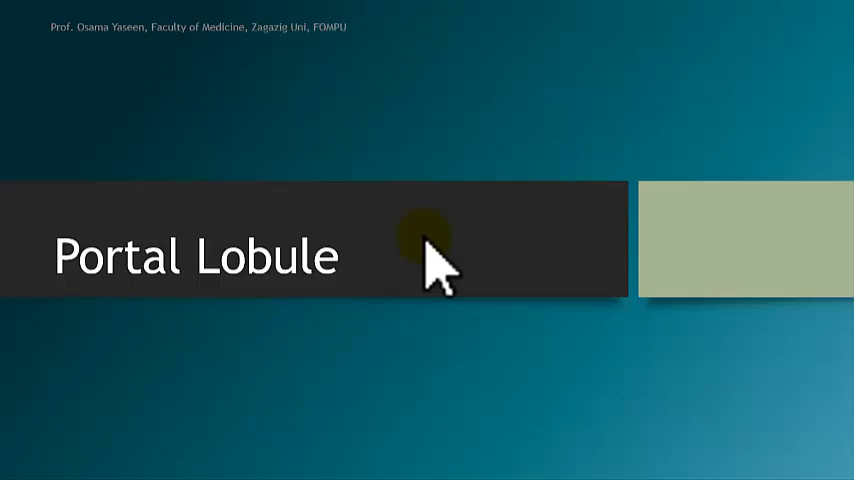 Prof. Osama Yaseen, Faculty of Medicine, Zagazig Uni, FOMPU
Portal Lobule